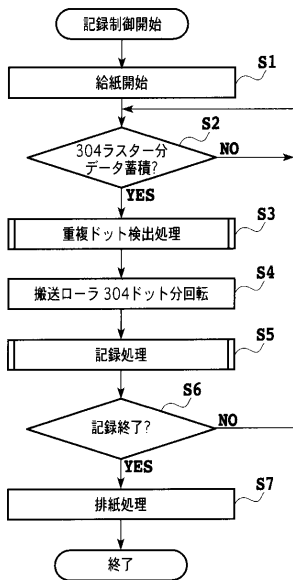 記録制御開始
S1
給紙開始
S2
304ラスター分
データ蓄積?
NO
YES
S3
重複ドット検出処理
S4
搬送ローラ304ドット分回転
S5
記録処理
S6
記録終了?
NO
YES
S7
排紙処理
終了